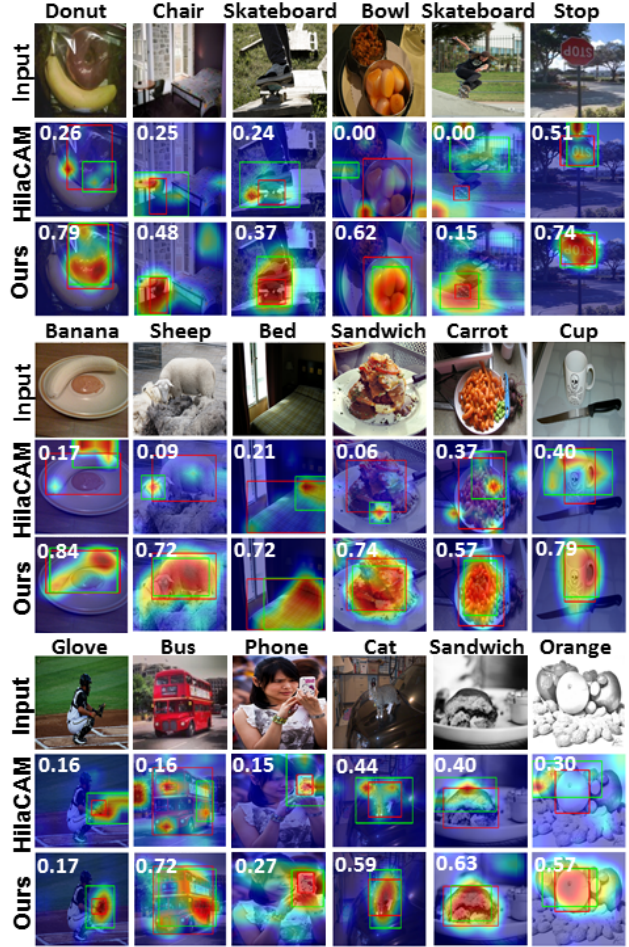 Donut Chair Skateboard Bowl Skateboard Stop
Input
STOP
HilaCAM
0.26 0.25 0.24 0.00 0.00 0.51
Ours
0.79 0.48 0.37 0.62 0.15 0.74
Banana Sheep Bed Sandwich Carrot Cup
Input
HilaCAM
0.17 0.09 0.21 0.06 0.37 0.40
Ours
0.84 0.72 0.72 0.74 0.57 0.79
Glove Bus Phone Cat Sandwich Orange
Input
HilaCAM
0.16 0.16 0.15 0.44 0.40 0.30
Ours
0.17 0.72 0.27 0.59 0.63 0.57